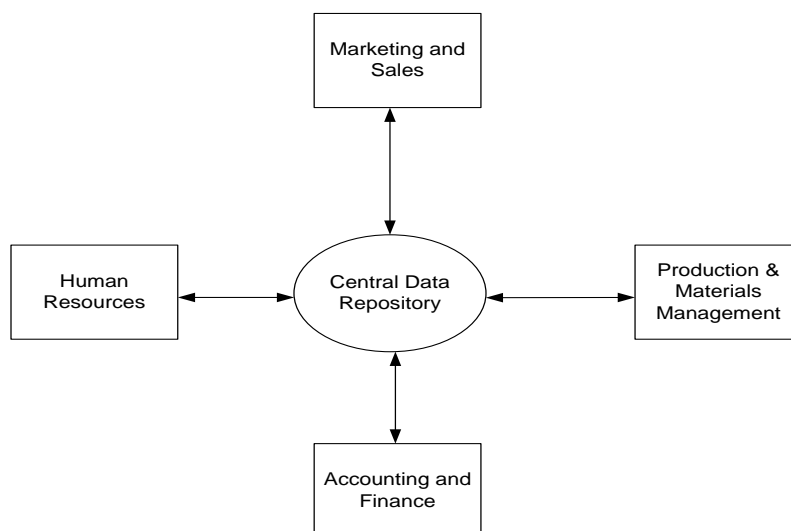 Marketing and
Sales
Human
Resources
Central Data
Repository
Production &
Materials
Management
Accounting and
Finance